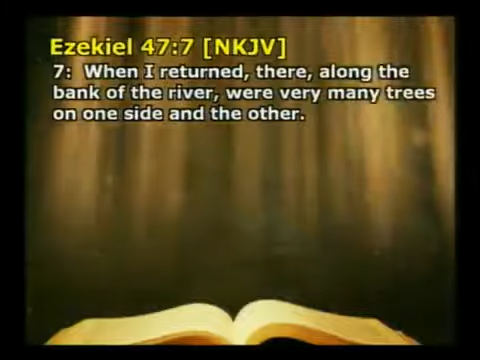 Ezekiel 47:7 [NKJV]
7: When I returned, there, along the
bank of the river, were very many trees
on one side and the other.